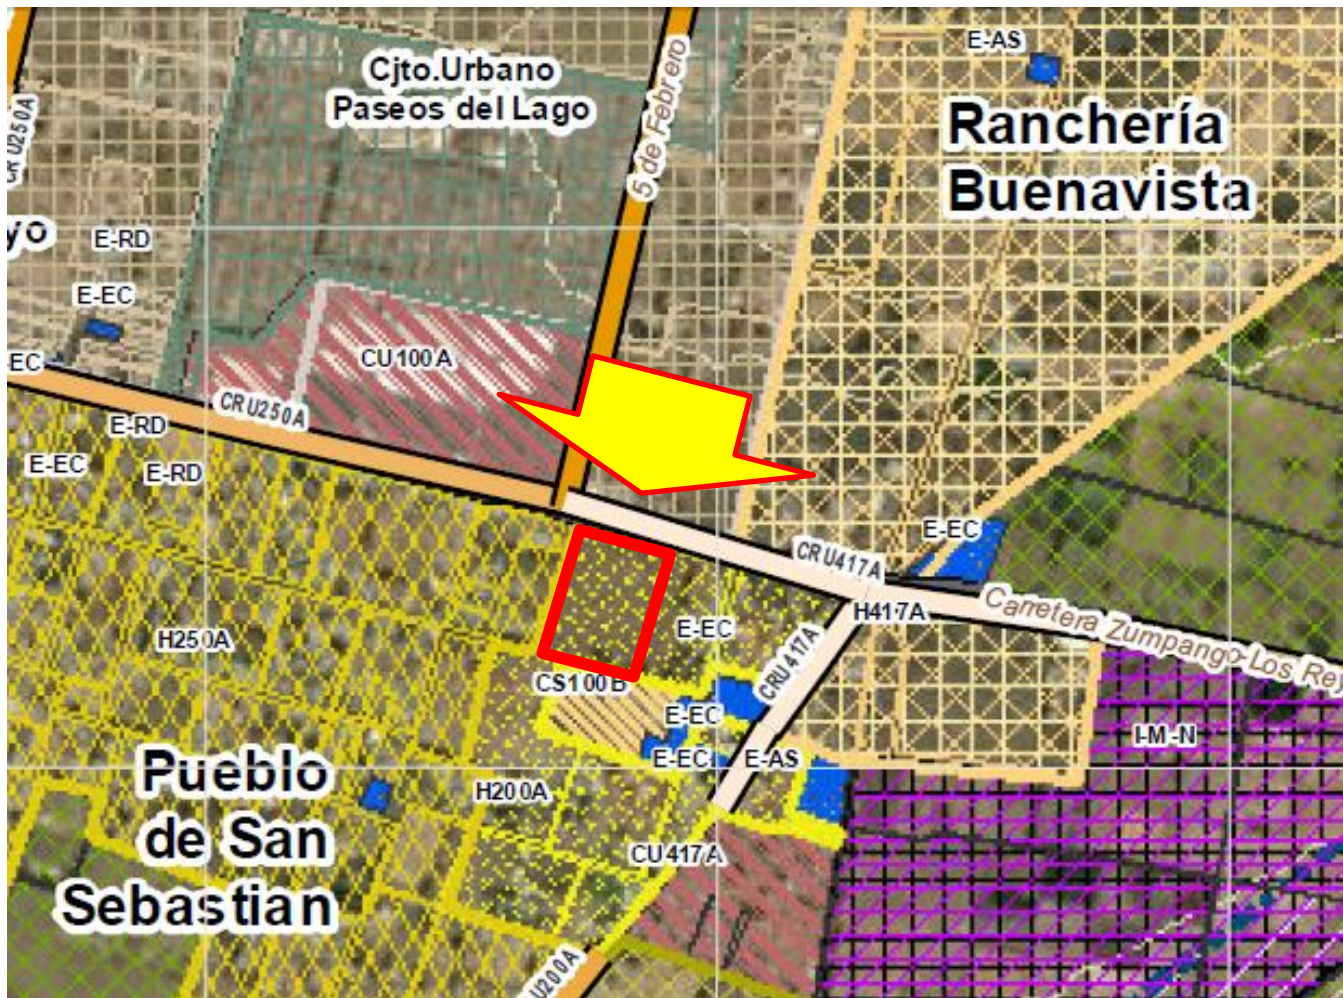 E-AS
Cjto.Urbano
Paseos del Lago
5 de Febrero
Ranchería
Buenavista
CRU250A
yo
E-RD
E-EC
EC
CU100A
CRU250A
E-RD
E-EC
E-RD
E-EC
CRU417A
H417A
Carretera Zumpango-Los Rey
H250A
E-EC
CRU417A
CS100B
E-EC
I-M-N
E-EC
E-AS
Pueblo
de San
Sebastian
H200A
CU417A
U200A